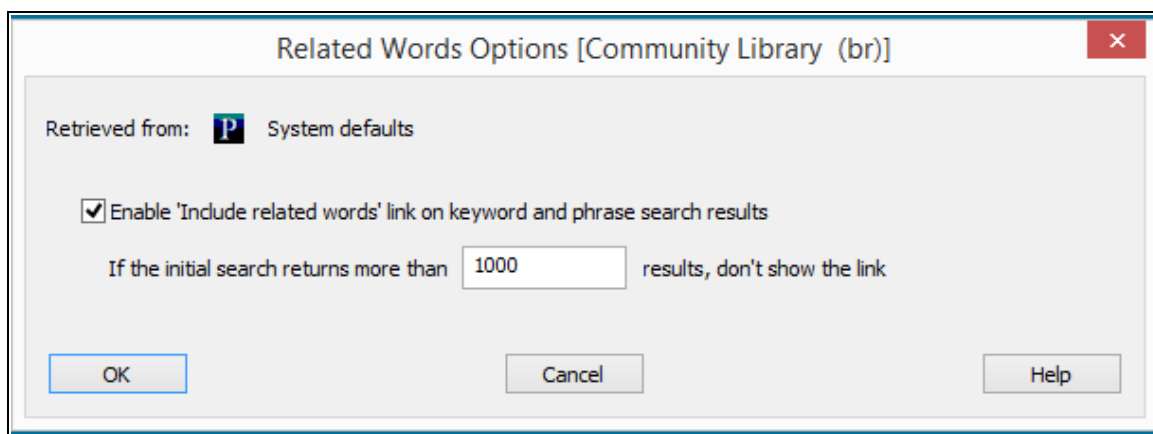 Related Words Options [Community Library (br)]
×
Retrieved from: P System defaults
Enable 'Include related words' link on keyword and phrase search results
If the initial search returns more than 1000 results, don't show the link
OK Cancel Help